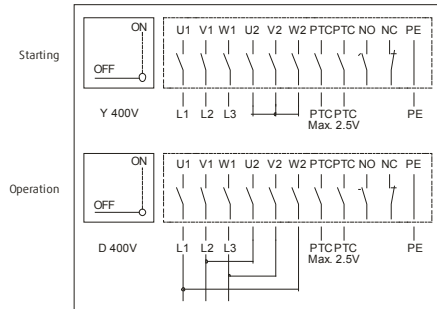 Starting
ON
OFF
Y 400V
U1 V1 W1 U2 V2 W2 PTC PTC NO NC PE
L1 L2 L3 PTC PTC PE
Max. 2.5V
Operation
ON
OFF
D 400V
U1 V1 W1 U2 V2 W2 PTC PTC NO NC PE
L1 L2 L3 PTC PTC PE
Max. 2.5V